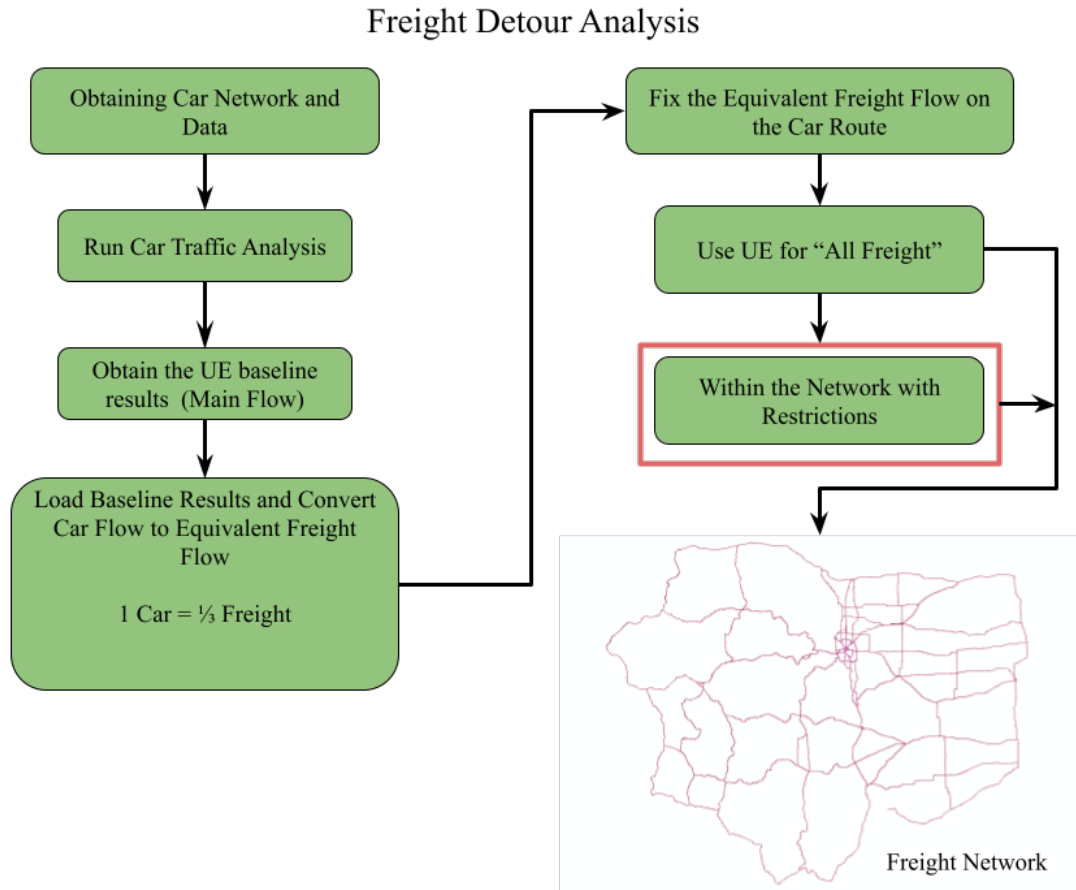 Freight Detour Analysis
Obtaining Car Network and
Data
Run Car Traffic Analysis
Obtain the UE baseline
results (Main Flow)
Load Baseline Results and Convert
Car Flow to Equivalent Freight
Flow
1 Car = ⅓ Freight
Fix the Equivalent Freight Flow on
the Car Route
Use UE for “All Freight”
Within the Network with
Restrictions
Freight Network